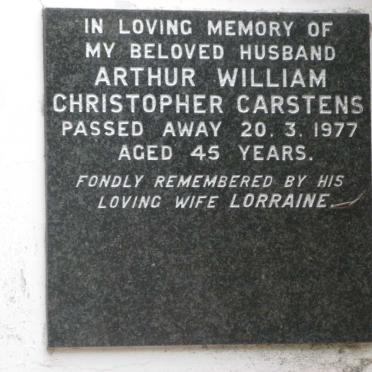 IN LOVING MEMORY OF
MY BELOVED HUSBAND
ARTHUR WILLIAM
CHRISTOPHER CARSTENS
PASSED AWAY 20. 3. 1977
AGED 45 YEARS.
FONDLY REMEMBERED BY HIS
LOVING WIFE LORRAINE.